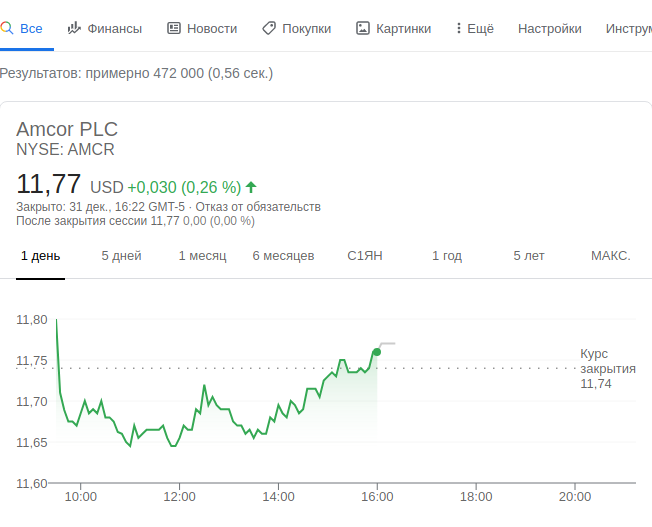 Все Финансы Новости Покупки Картинки Ещё Настройки Инструм
Результатов: примерно 472 000 (0,56 сек.)
Amcor PLC
NYSE: AMCR
11,77 USD +0,030 (0,26 %)
Закрыто: 31 дек., 16:22 GMT-5 · Отказ от обязательств
После закрытия сессии 11,77 0,00 (0,00 %)
1 день 5 дней 1 месяц 6 месяцев С1ЯН 1 год 5 лет МАКС.
11,80
11,75
11,70
11,65
11,60
Курс
закрытия
11,74
10:00 12:00 14:00 16:00 18:00 20:00